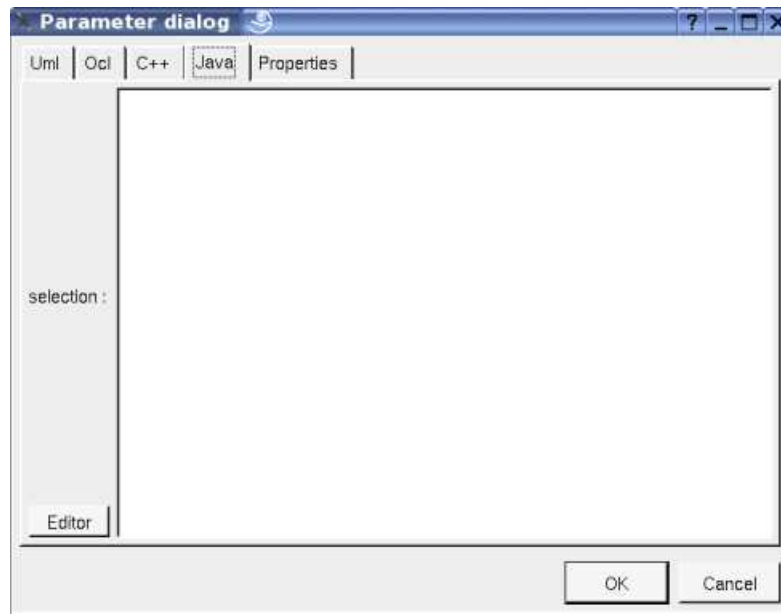 Parameter dialog
Uml Ocl C++ Java Properties
selection :
Editor
OK Cancel